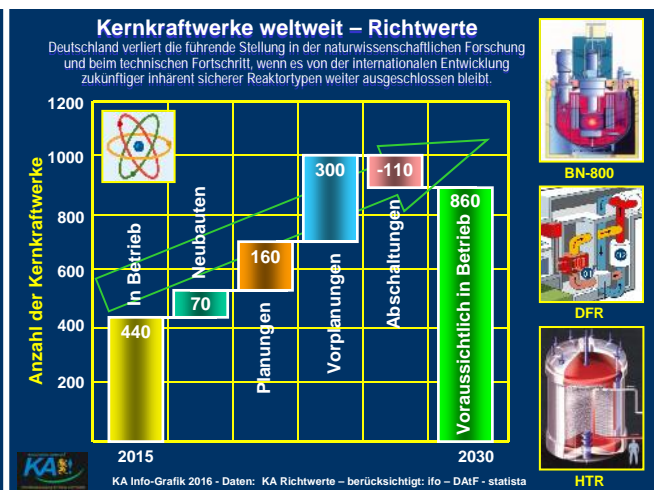 Kernkraftwerke weltweit – Richtwerte
Deutschland verliert die führende Stellung in der naturwissenschaftlichen Forschung
und beim technischen Fortschritt, wenn es von der internationalen Entwicklung
zukünftiger inhärent sicherer Reaktortypen weiter ausgeschlossen bleibt.
Anzahl der Kernkraftwerke
1200
1000
800
600
400
200
In Betrieb
440
Neubauten
70
160
Planungen
300
Vorplanungen
-110
Abschaltungen
860
Voraussichtlich in Betrieb
2015
2030
BN-800
DFR
HTR
KA
KA Info-Grafik 2016 - Daten: KA Richtwerte – berücksichtigt: ifo – DAtF - statista